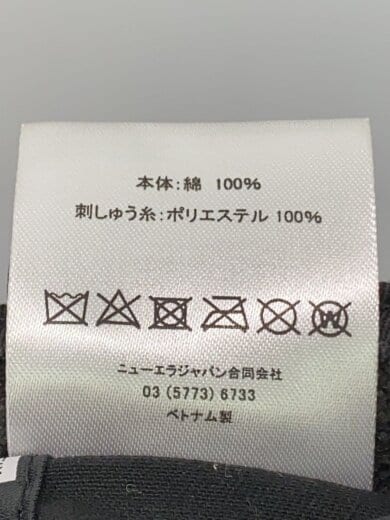 本体:綿 100%
刺しゅう糸:ポリエステル 100%
W
ニューエラジャパン合同会社
03 (5773) 6733
ベトナム製